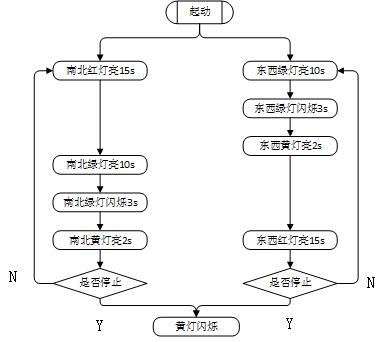 起动
南北红灯亮15s
东西绿灯亮10s
东西绿灯闪烁3s
东西黄灯亮2s
南北绿灯亮10s
南北绿灯闪烁3s
南北黄灯亮2s
东西红灯亮15s
N
是否停止
是否停止
N
Y
黄灯闪烁
Y